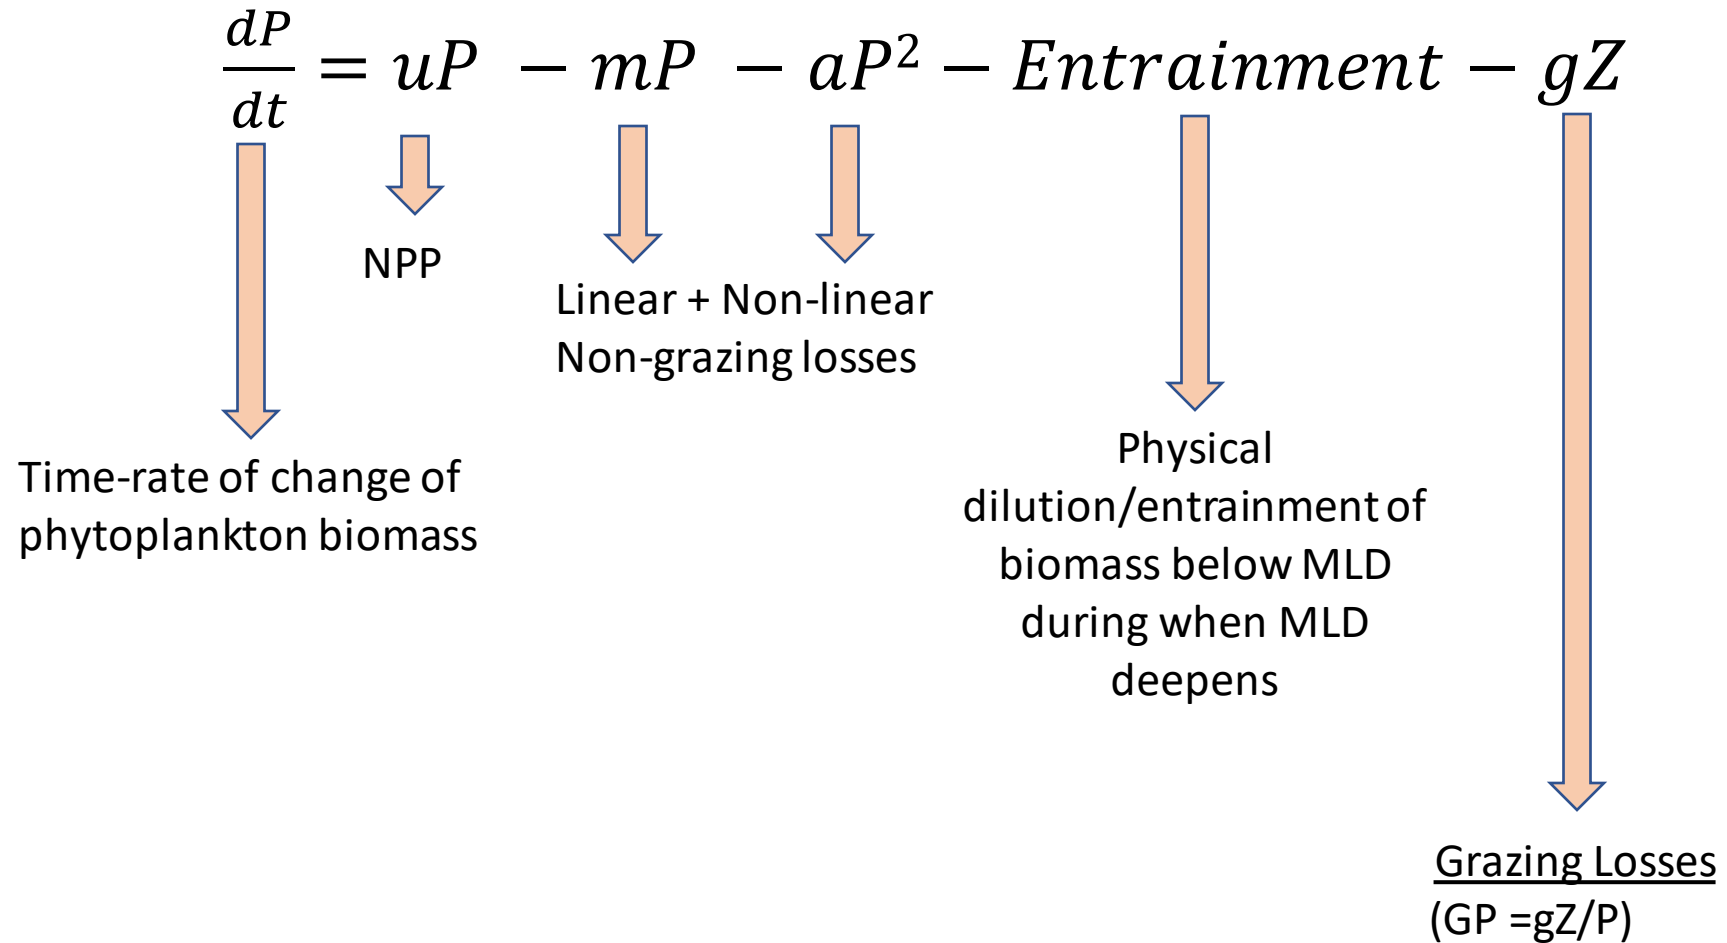 dP/dt = uP − mP − aP² − Entrainment − gZ
NPP
Linear + Non-linear
Non-grazing losses
Time-rate of change of
phytoplankton biomass
Physical
dilution/entrainment of
biomass below MLD
during when MLD
deepens
Grazing Losses
(GP =gZ/P)